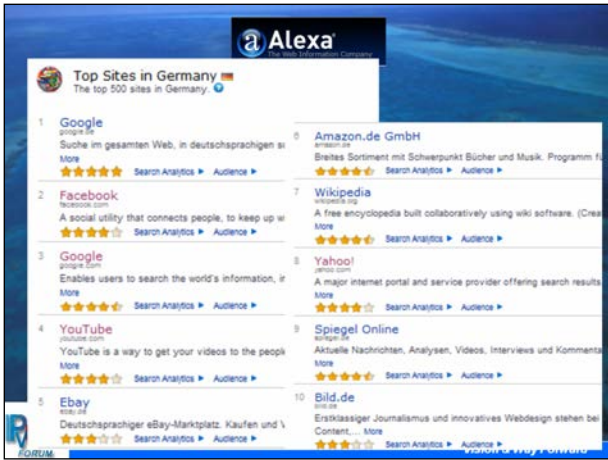 a Alexa
The Web Information Company
Top Sites in Germany
The top 500 sites in Germany.
1 Google
google.de
Suche im gesamten Web, in deutschsprachigen
More
Search Analytics Audience
2 Facebook
facebook.com
A social utility that connects people, to keep up
Search Analytics Audience
3 Google
google.com
Enables users to search the world's information,
More
Search Analytics Audience
4 YouTube
youtube.com
YouTube is a way to get your videos to the people
More
Search Analytics Audience
5 Ebay
ebay.de
Deutschsprachiger eBay-Marktplatz. Kaufen und
Search Analytics Audience
6 Amazon.de GmbH
amazon.de
Breites Sortiment mit Schwerpunkt Bücher und Musik. Programm
More
Search Analytics Audience
7 Wikipedia
wikipedia.org
A free encyclopedia built collaboratively using wiki software. (Crea
More
Search Analytics Audience
8 Yahoo!
yahoo.com
A major internet portal and service provider offering search results
More
Search Analytics Audience
9 Spiegel Online
spiegel.de
Aktuelle Nachrichten, Analysen, Videos, Interviews und Kommenta
More
Search Analytics Audience
10 Bild.de
bild.de
Erstklassiger Journalismus und innovatives Webdesign stehen bei
Content,... More
Search Analytics Audience
FORUM
Vision & Way Forward